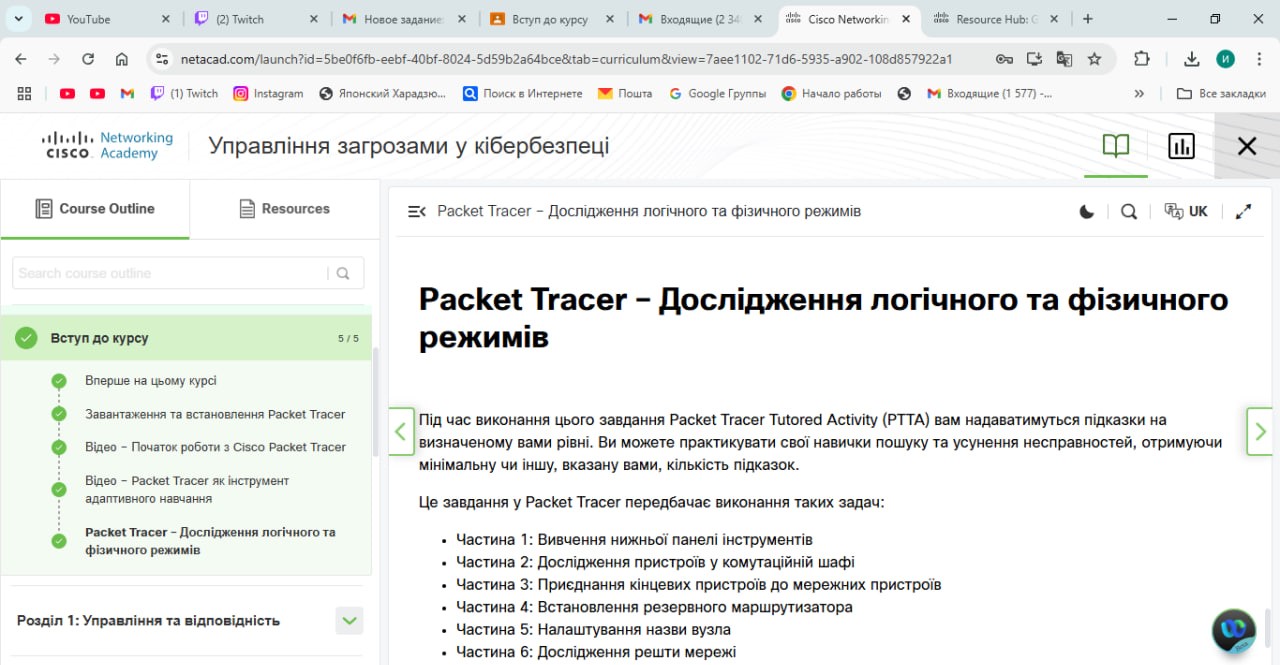 YouTube
(2) Twitch
Новое задание
Вступ до курсу
Входящие (2 34
Cisco Networkin
Resource Hub: G
netacad.com/launch?id=5be0f6fb-eebf-40bf-8024-5d59b2a64bce&tab=curriculum&view=7aee1102-71d6-5935-a902-108d857922a1
И
(1) Twitch
Instagram
Японский Харадзю...
Поиск в Интернете
Пошта
Google Группы
Начало работы
Входящие (1 577) -...
Все закладки
Networking
CISCO Academy
Управління загрозами у кібербезпеці
Course Outline
Resources
Packet Tracer – Дослідження логічного та фізичного режимів
UK
Search course outline
Вступ до курсу
5 / 5
Вперше на цьому курсі
Завантаження та встановлення Packet Tracer
Відео – Початок роботи з Cisco Packet Tracer
Відео – Packet Tracer як інструмент
адаптивного навчання
Packet Tracer – Дослідження логічного та
фізичного режимів
Розділ 1: Управління та відповідність
Packet Tracer – Дослідження логічного та фізичного
режимів
Під час виконання цього завдання Packet Tracer Tutored Activity (PTTA) вам надаватимуться підказки на
визначеному вами рівні. Ви можете практикувати свої навички пошуку та усунення несправностей, отримуючи
мінімальну чи іншу, вказану вами, кількість підказок.
Це завдання у Packet Tracer передбачає виконання таких задач:
Частина 1: Вивчення нижньої панелі інструментів
Частина 2: Дослідження пристроїв у комутаційній шафі
Частина 3: Приєднання кінцевих пристроїв до мережних пристроїв
Частина 4: Встановлення резервного маршрутизатора
Частина 5: Налаштування назви вузла
Частина 6: Дослідження решти мережі